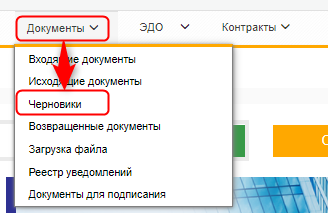 Документы ЭДО Контракты
Входящие документы
Исходящие документы
Черновики
Возвращенные документы
Загрузка файла
Реестр уведомлений
Документы для подписания